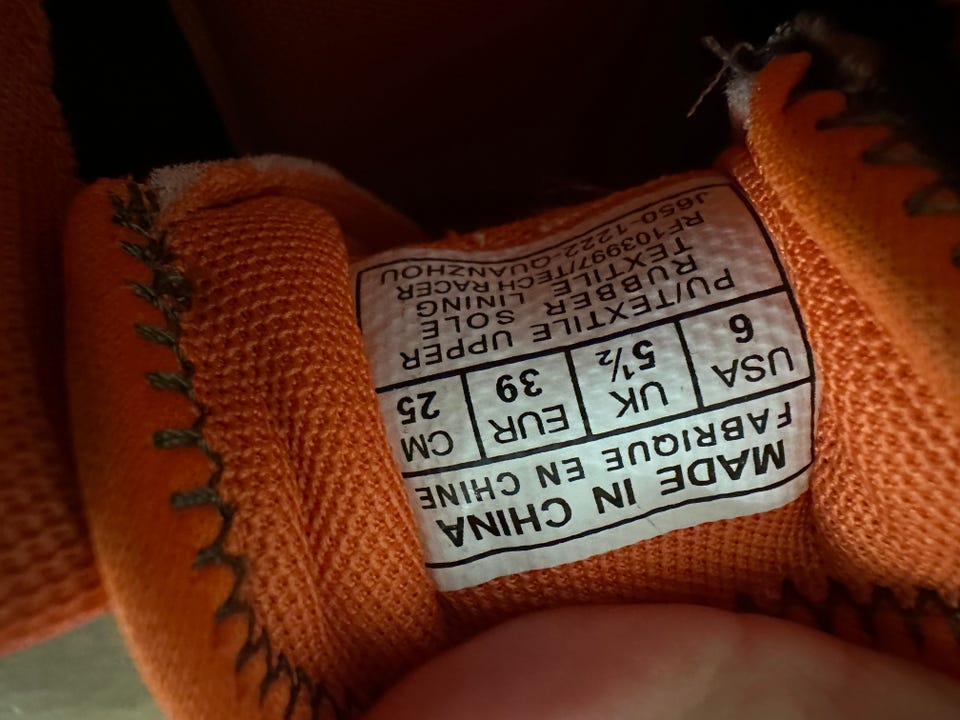 MADE IN CHINA
FABRIQUE EN CHINE
USA UK EUR CM
6 5½ 39 25
PU/TEXTILE UPPER
RUBBER SOLE
TEXTILE LINING
RF103997/TECH RACER
J650 1222-QUANZHOU